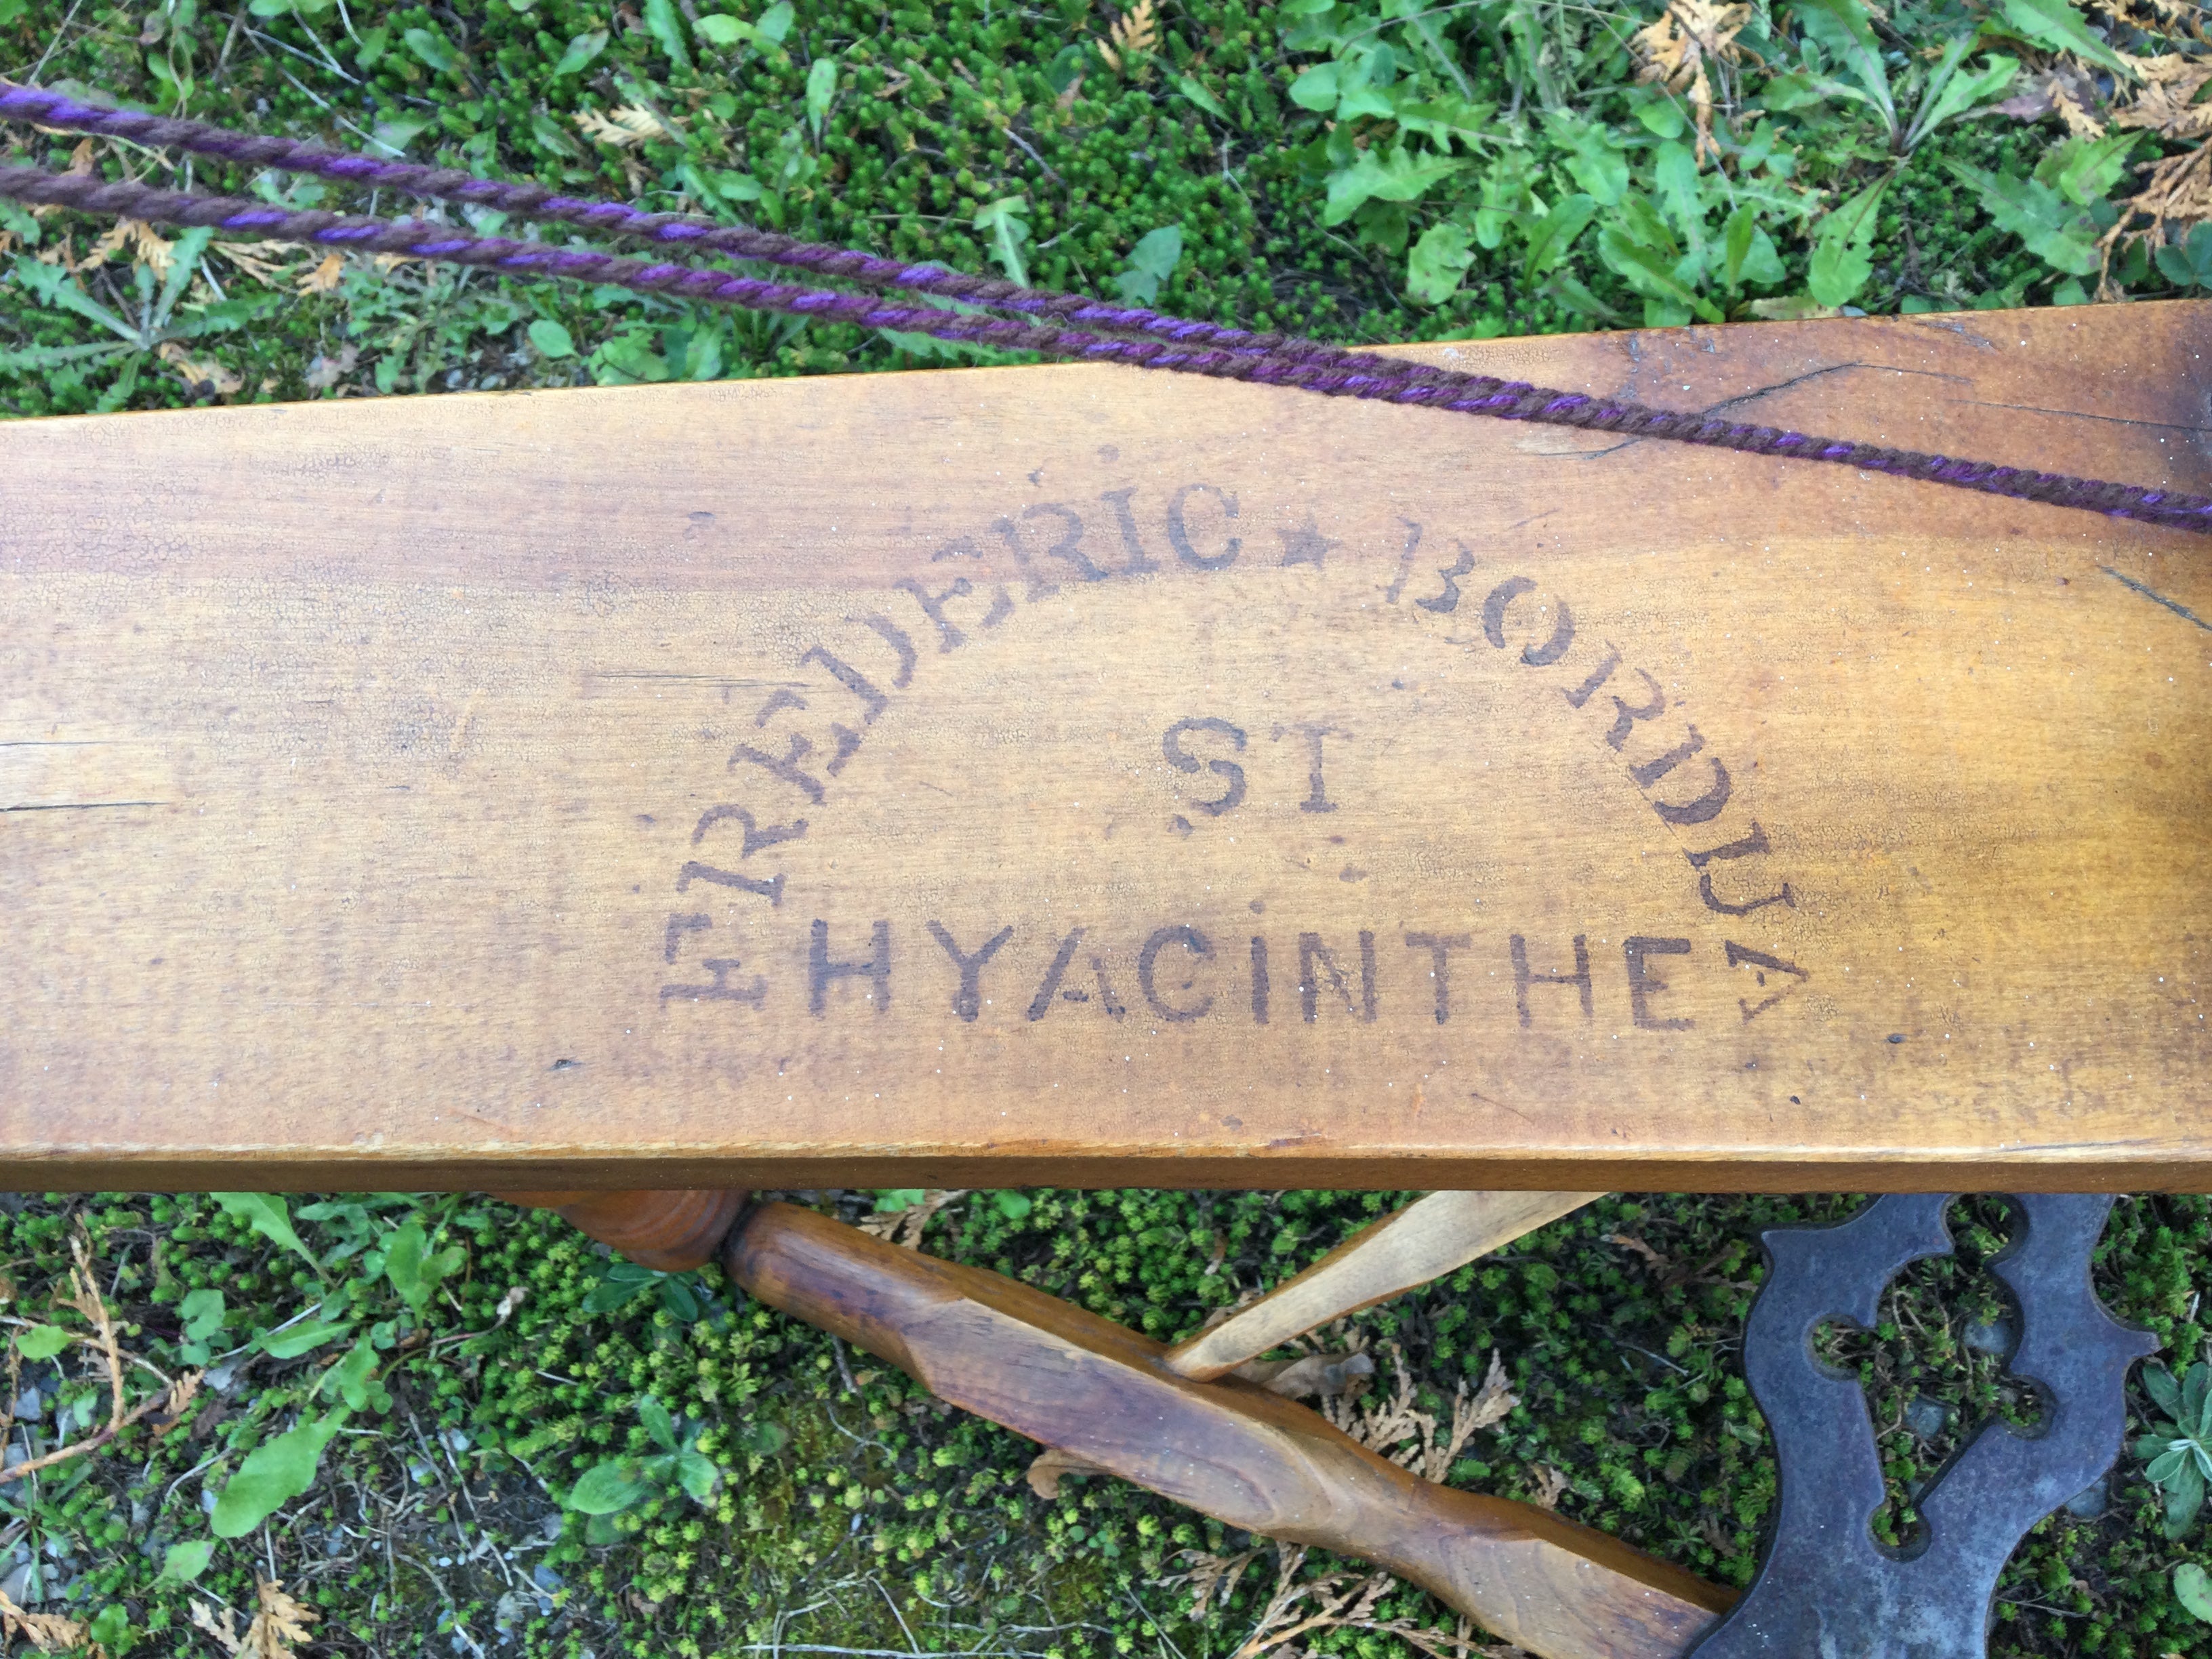 FREDERIC ★ BORDUA
ST
HYACiNTHE